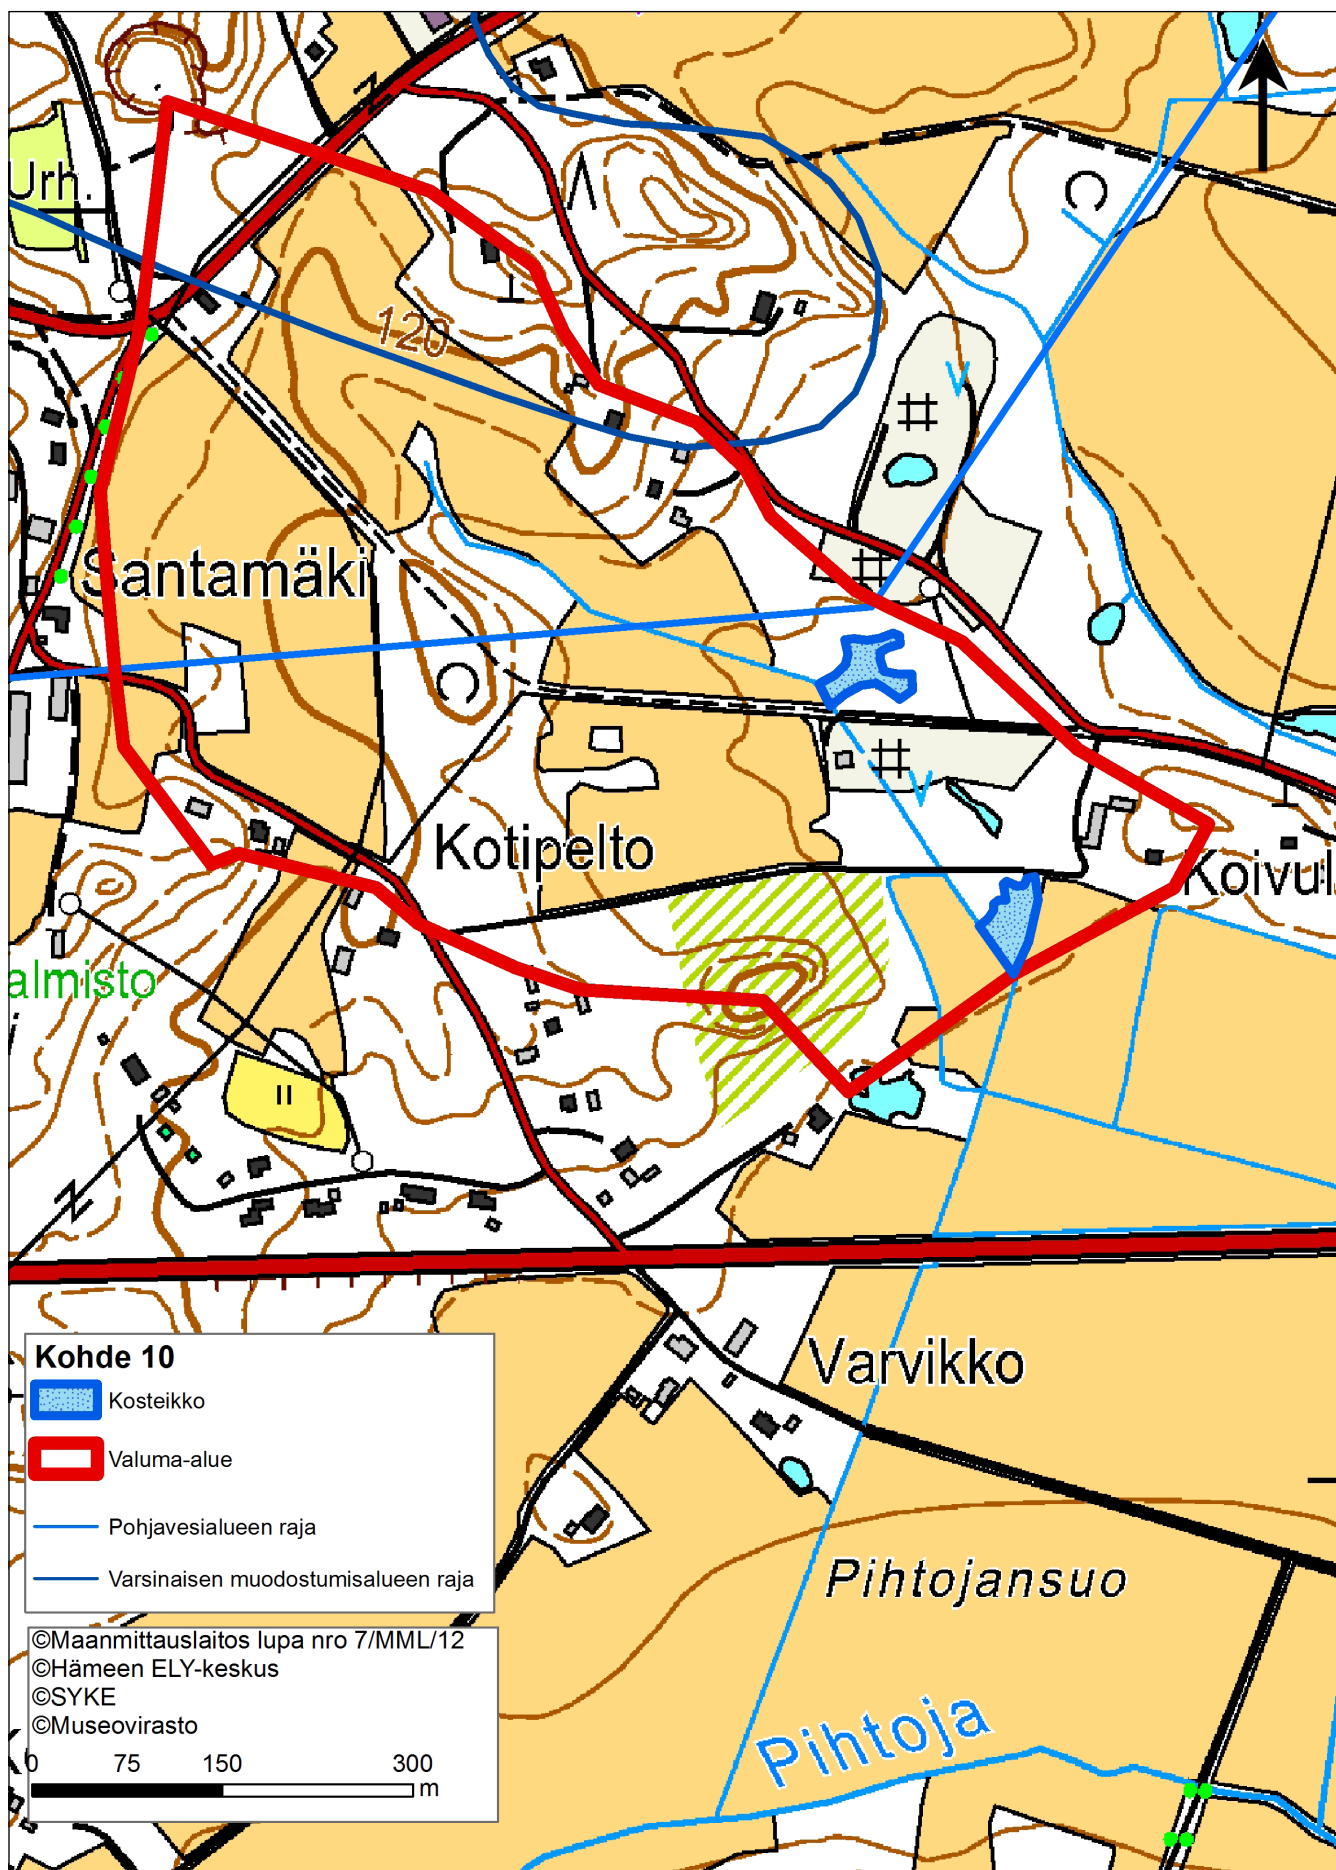 Urh.
120
Santamäki
Kotipelto
Koivul
almisto
Varvikko
Pihtojansuo
Pihtoja
Kohde 10
Kosteikko
Valuma-alue
Pohjavesialueen raja
Varsinaisen muodostumisalueen raja
©Maanmittauslaitos lupa nro 7/MML/12
©Hämeen ELY-keskus
©SYKE
©Museovirasto
0 75 150 300
m